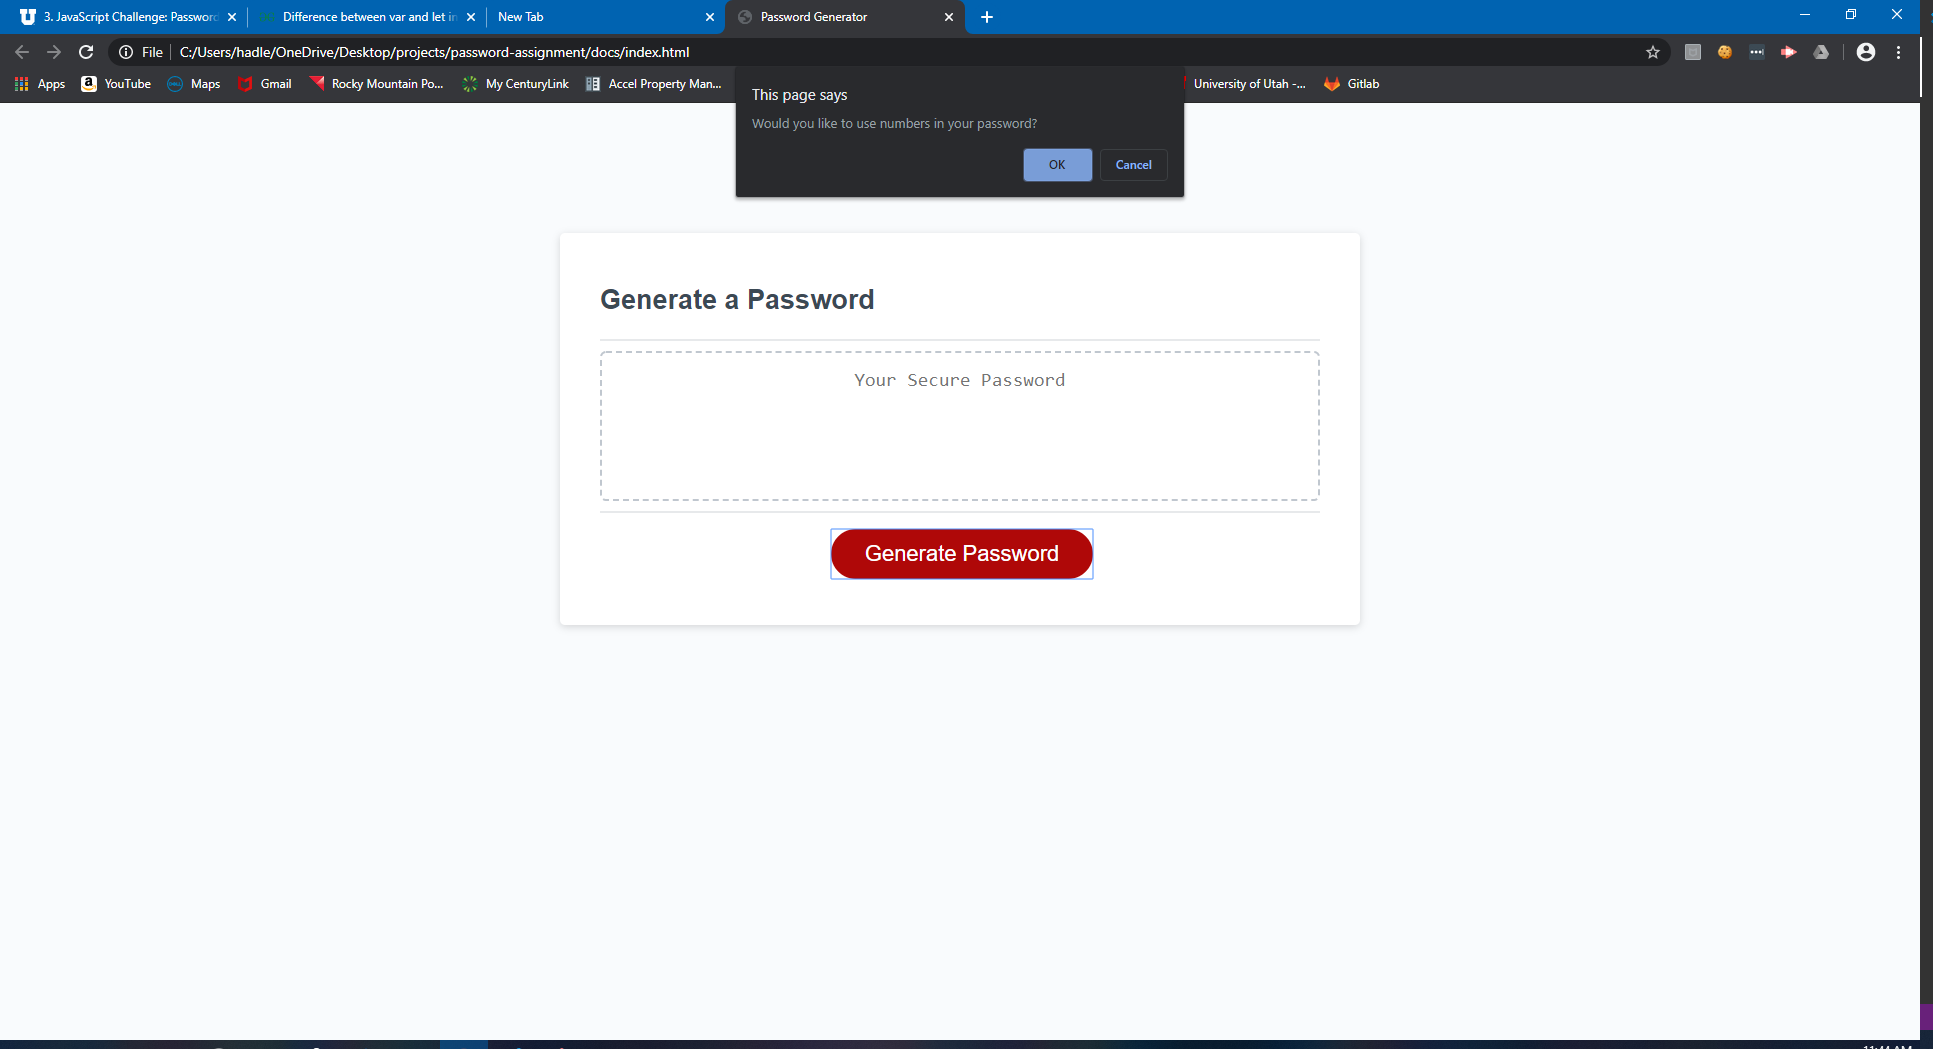 3. JavaScript Challenge: Password
Difference between var and let in
New Tab
Password Generator
File
C:/Users/hadle/OneDrive/Desktop/projects/password-assignment/docs/index.html
Apps
YouTube
Maps
Gmail
Rocky Mountain Po...
My CenturyLink
Accel Property Man...
University of Utah -...
Gitlab
This page says
Would you like to use numbers in your password?
OK
Cancel
Generate a Password
Your Secure Password
Generate Password